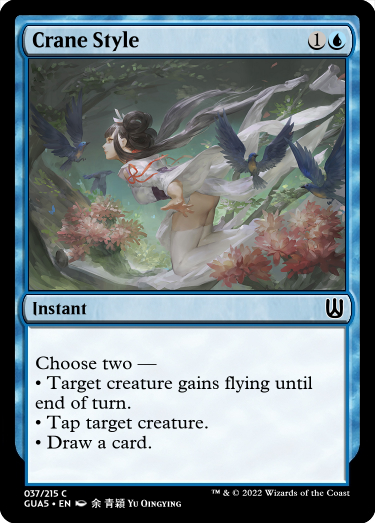 Crane Style 1
Instant
Choose two —
• Target creature gains flying until
end of turn.
• Tap target creature.
• Draw a card.
037/215 C
GUA5 • EN 余 青穎 Yu Qingying
™ & © 2022 Wizards of the Coast